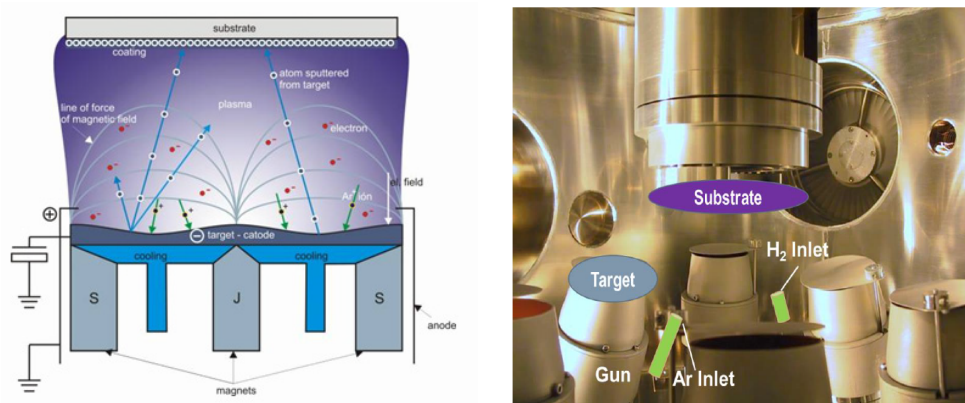 substrate
coating
atom sputtered
from target
plasma
line of force
of magnetic field
electron
el. field
Ar Ion
target - catode
cooling
cooling
S
J
S
anode
magnets
Substrate
H₂ Inlet
Target
Gun
Ar Inlet